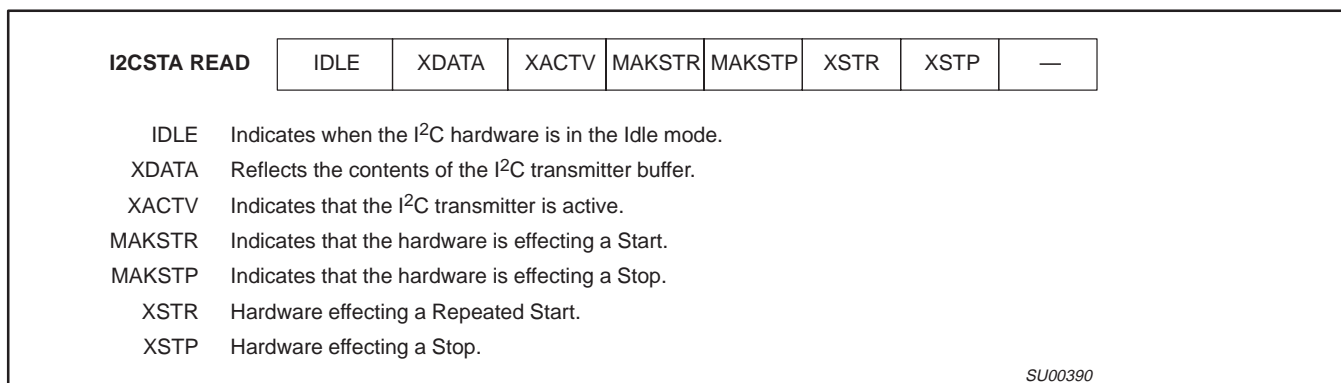 I2CSTA READ IDLE XDATA XACTV MAKSTR MAKSTP XSTR XSTP —
IDLE Indicates when the I²C hardware is in the Idle mode.
XDATA Reflects the contents of the I²C transmitter buffer.
XACTV Indicates that the I²C transmitter is active.
MAKSTR Indicates that the hardware is effecting a Start.
MAKSTP Indicates that the hardware is effecting a Stop.
XSTR Hardware effecting a Repeated Start.
XSTP Hardware effecting a Stop.
SU00390